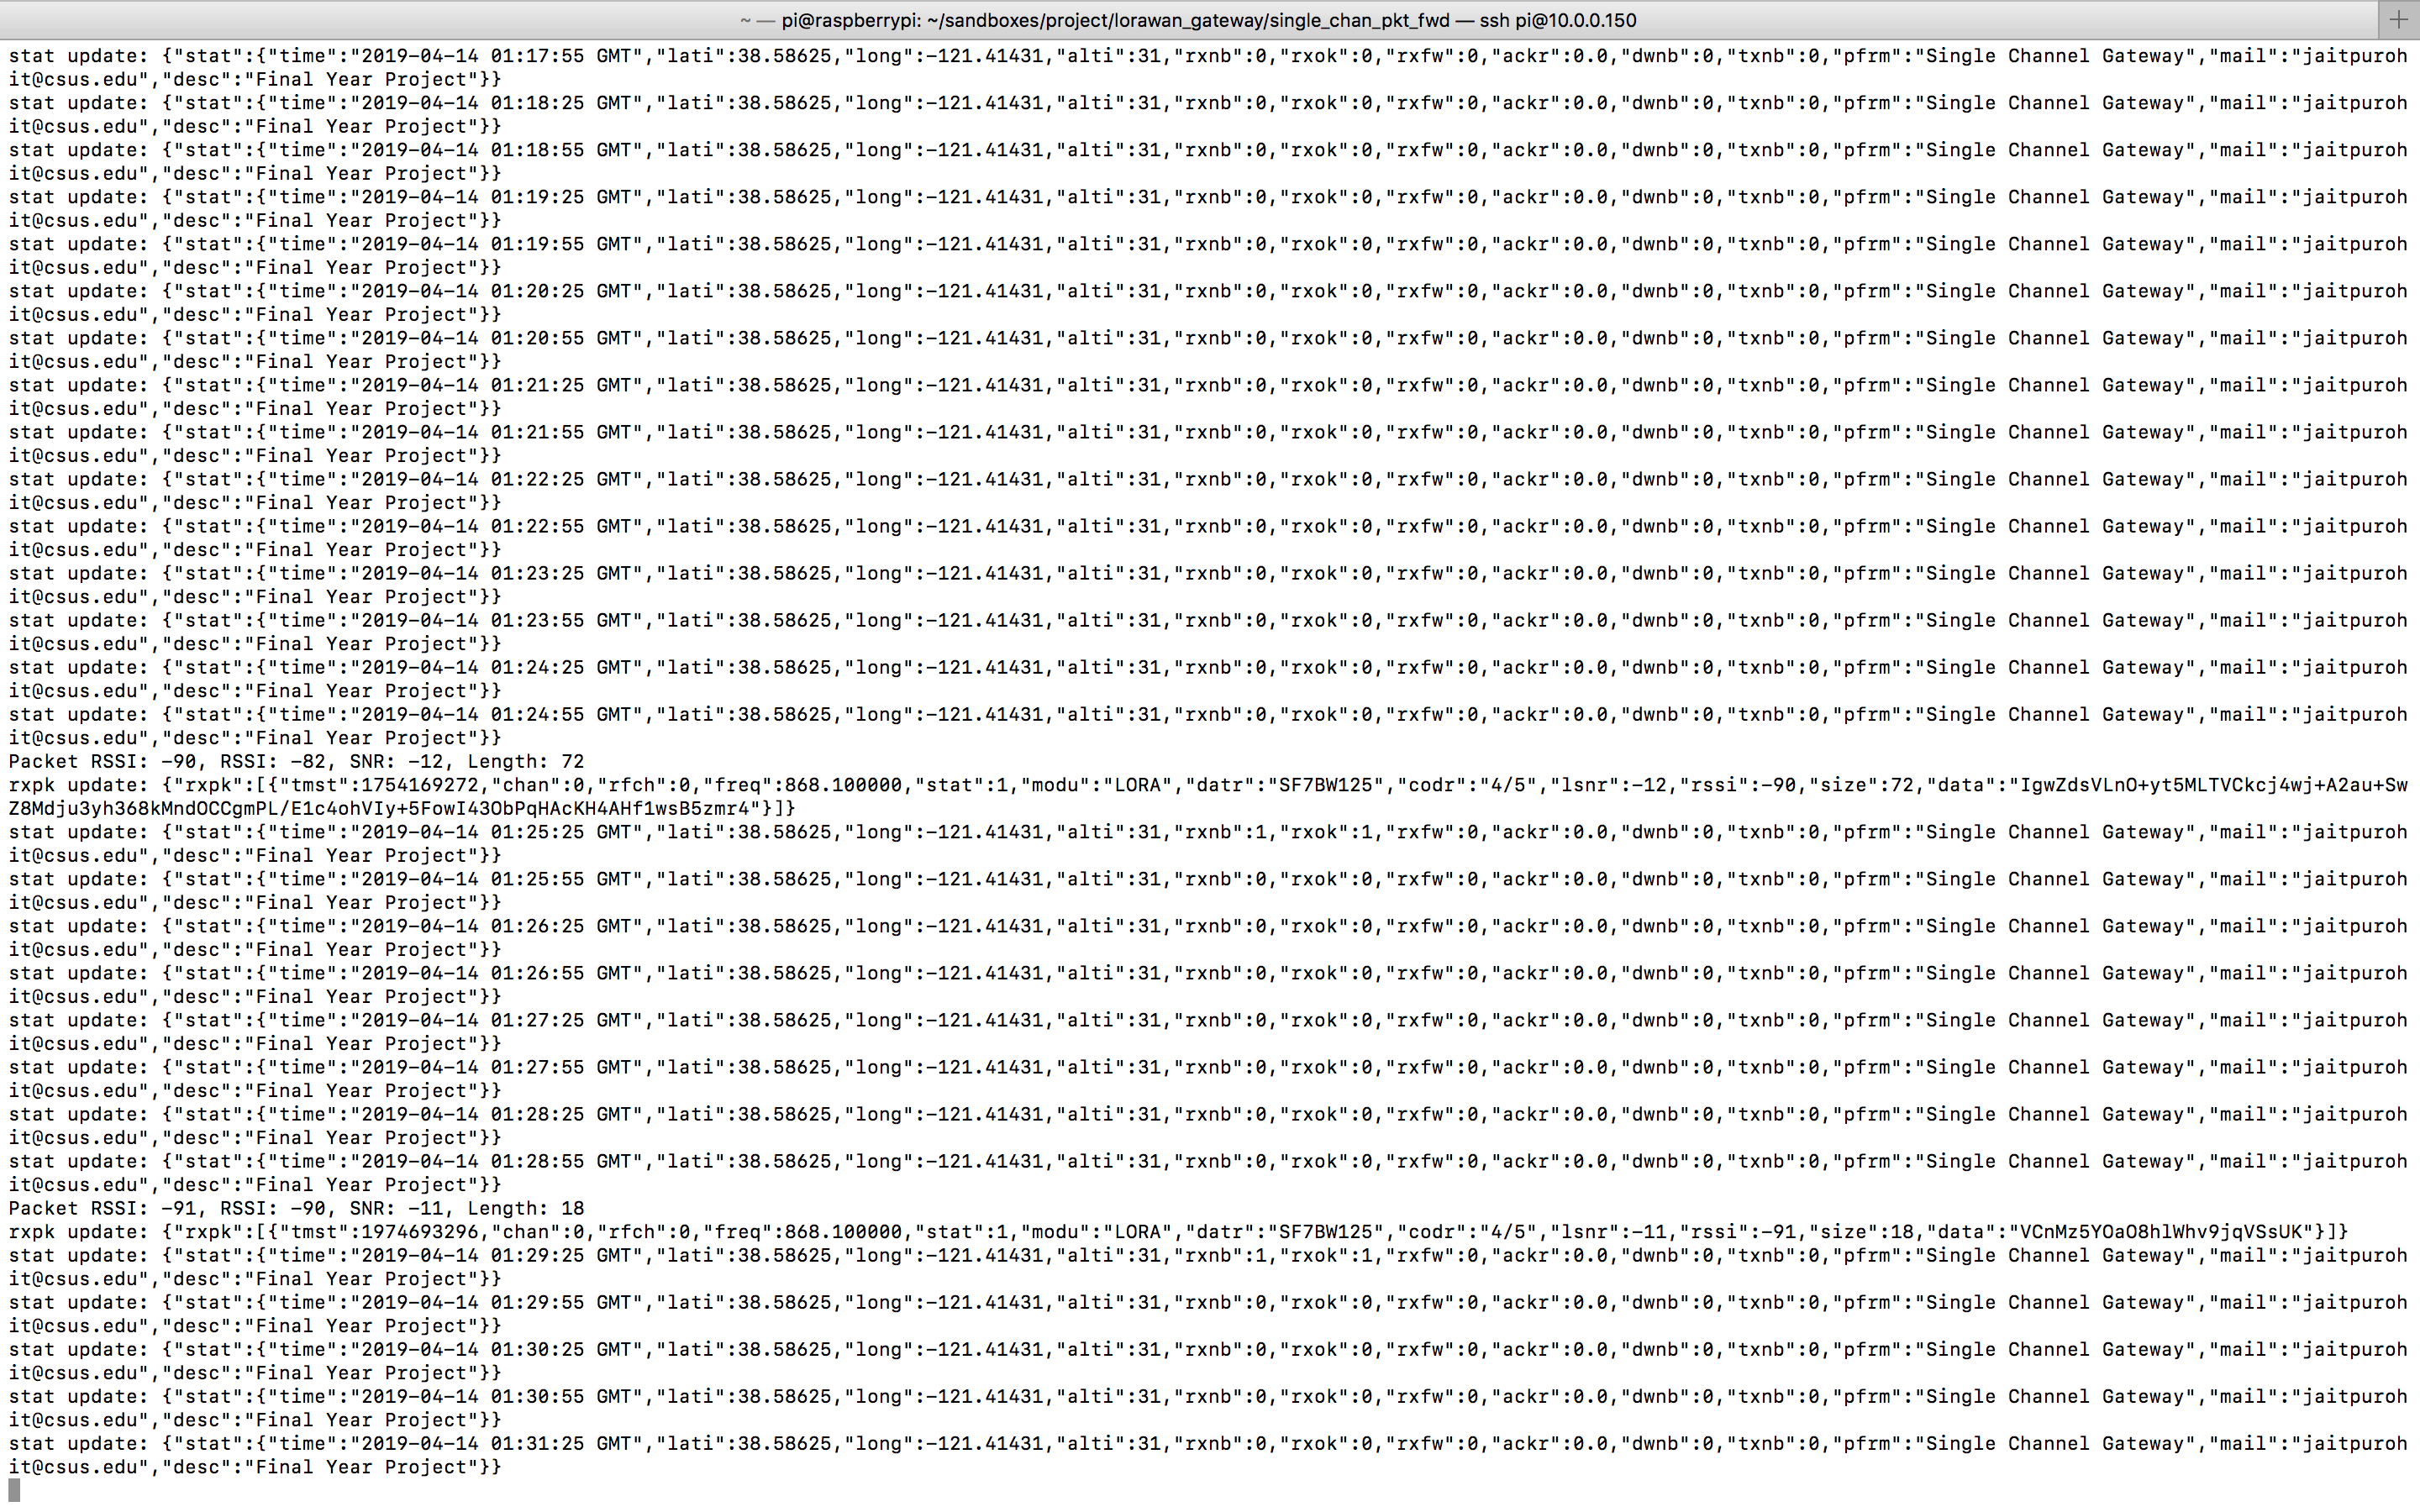 ~ — pi@raspberrypi: ~/sandboxes/project/lorawan_gateway/single_chan_pkt_fwd — ssh pi@10.0.0.150
stat update: {"stat":{"time":"2019-04-14 01:17:55 GMT","lati":38.58625,"long":-121.41431,"alti":31,"rxnb":0,"rxok":0,"rxfw":0,"ackr":0.0,"dwnb":0,"txnb":0,"pfrm":"Single Channel Gateway","mail":"jaitpuroh
it@csus.edu","desc":"Final Year Project"}}
stat update: {"stat":{"time":"2019-04-14 01:18:25 GMT","lati":38.58625,"long":-121.41431,"alti":31,"rxnb":0,"rxok":0,"rxfw":0,"ackr":0.0,"dwnb":0,"txnb":0,"pfrm":"Single Channel Gateway","mail":"jaitpuroh
it@csus.edu","desc":"Final Year Project"}}
stat update: {"stat":{"time":"2019-04-14 01:18:55 GMT","lati":38.58625,"long":-121.41431,"alti":31,"rxnb":0,"rxok":0,"rxfw":0,"ackr":0.0,"dwnb":0,"txnb":0,"pfrm":"Single Channel Gateway","mail":"jaitpuroh
it@csus.edu","desc":"Final Year Project"}}
stat update: {"stat":{"time":"2019-04-14 01:19:25 GMT","lati":38.58625,"long":-121.41431,"alti":31,"rxnb":0,"rxok":0,"rxfw":0,"ackr":0.0,"dwnb":0,"txnb":0,"pfrm":"Single Channel Gateway","mail":"jaitpuroh
it@csus.edu","desc":"Final Year Project"}}
stat update: {"stat":{"time":"2019-04-14 01:19:55 GMT","lati":38.58625,"long":-121.41431,"alti":31,"rxnb":0,"rxok":0,"rxfw":0,"ackr":0.0,"dwnb":0,"txnb":0,"pfrm":"Single Channel Gateway","mail":"jaitpuroh
it@csus.edu","desc":"Final Year Project"}}
stat update: {"stat":{"time":"2019-04-14 01:20:25 GMT","lati":38.58625,"long":-121.41431,"alti":31,"rxnb":0,"rxok":0,"rxfw":0,"ackr":0.0,"dwnb":0,"txnb":0,"pfrm":"Single Channel Gateway","mail":"jaitpuroh
it@csus.edu","desc":"Final Year Project"}}
stat update: {"stat":{"time":"2019-04-14 01:20:55 GMT","lati":38.58625,"long":-121.41431,"alti":31,"rxnb":0,"rxok":0,"rxfw":0,"ackr":0.0,"dwnb":0,"txnb":0,"pfrm":"Single Channel Gateway","mail":"jaitpuroh
it@csus.edu","desc":"Final Year Project"}}
stat update: {"stat":{"time":"2019-04-14 01:21:25 GMT","lati":38.58625,"long":-121.41431,"alti":31,"rxnb":0,"rxok":0,"rxfw":0,"ackr":0.0,"dwnb":0,"txnb":0,"pfrm":"Single Channel Gateway","mail":"jaitpuroh
it@csus.edu","desc":"Final Year Project"}}
stat update: {"stat":{"time":"2019-04-14 01:21:55 GMT","lati":38.58625,"long":-121.41431,"alti":31,"rxnb":0,"rxok":0,"rxfw":0,"ackr":0.0,"dwnb":0,"txnb":0,"pfrm":"Single Channel Gateway","mail":"jaitpuroh
it@csus.edu","desc":"Final Year Project"}}
stat update: {"stat":{"time":"2019-04-14 01:22:25 GMT","lati":38.58625,"long":-121.41431,"alti":31,"rxnb":0,"rxok":0,"rxfw":0,"ackr":0.0,"dwnb":0,"txnb":0,"pfrm":"Single Channel Gateway","mail":"jaitpuroh
it@csus.edu","desc":"Final Year Project"}}
stat update: {"stat":{"time":"2019-04-14 01:22:55 GMT","lati":38.58625,"long":-121.41431,"alti":31,"rxnb":0,"rxok":0,"rxfw":0,"ackr":0.0,"dwnb":0,"txnb":0,"pfrm":"Single Channel Gateway","mail":"jaitpuroh
it@csus.edu","desc":"Final Year Project"}}
stat update: {"stat":{"time":"2019-04-14 01:23:25 GMT","lati":38.58625,"long":-121.41431,"alti":31,"rxnb":0,"rxok":0,"rxfw":0,"ackr":0.0,"dwnb":0,"txnb":0,"pfrm":"Single Channel Gateway","mail":"jaitpuroh
it@csus.edu","desc":"Final Year Project"}}
stat update: {"stat":{"time":"2019-04-14 01:23:55 GMT","lati":38.58625,"long":-121.41431,"alti":31,"rxnb":0,"rxok":0,"rxfw":0,"ackr":0.0,"dwnb":0,"txnb":0,"pfrm":"Single Channel Gateway","mail":"jaitpuroh
it@csus.edu","desc":"Final Year Project"}}
stat update: {"stat":{"time":"2019-04-14 01:24:25 GMT","lati":38.58625,"long":-121.41431,"alti":31,"rxnb":0,"rxok":0,"rxfw":0,"ackr":0.0,"dwnb":0,"txnb":0,"pfrm":"Single Channel Gateway","mail":"jaitpuroh
it@csus.edu","desc":"Final Year Project"}}
stat update: {"stat":{"time":"2019-04-14 01:24:55 GMT","lati":38.58625,"long":-121.41431,"alti":31,"rxnb":0,"rxok":0,"rxfw":0,"ackr":0.0,"dwnb":0,"txnb":0,"pfrm":"Single Channel Gateway","mail":"jaitpuroh
it@csus.edu","desc":"Final Year Project"}}
Packet RSSI: -90, RSSI: -82, SNR: -12, Length: 72
rxpk update: {"rxpk":[{"tmst":1754169272,"chan":0,"rfch":0,"freq":868.100000,"stat":1,"modu":"LORA","datr":"SF7BW125","codr":"4/5","lsnr":-12,"rssi":-90,"size":72,"data":"IgwZdsVLnO+yt5MLTVCkcj4wj+A2au+Sw
Z8Mdju3yh368kMndOCCgmPL/E1c4ohVIy+5FowI43ObPqHAcKH4AHf1wsB5zmr4"}]}
stat update: {"stat":{"time":"2019-04-14 01:25:25 GMT","lati":38.58625,"long":-121.41431,"alti":31,"rxnb":1,"rxok":1,"rxfw":0,"ackr":0.0,"dwnb":0,"txnb":0,"pfrm":"Single Channel Gateway","mail":"jaitpuroh
it@csus.edu","desc":"Final Year Project"}}
stat update: {"stat":{"time":"2019-04-14 01:25:55 GMT","lati":38.58625,"long":-121.41431,"alti":31,"rxnb":0,"rxok":0,"rxfw":0,"ackr":0.0,"dwnb":0,"txnb":0,"pfrm":"Single Channel Gateway","mail":"jaitpuroh
it@csus.edu","desc":"Final Year Project"}}
stat update: {"stat":{"time":"2019-04-14 01:26:25 GMT","lati":38.58625,"long":-121.41431,"alti":31,"rxnb":0,"rxok":0,"rxfw":0,"ackr":0.0,"dwnb":0,"txnb":0,"pfrm":"Single Channel Gateway","mail":"jaitpuroh
it@csus.edu","desc":"Final Year Project"}}
stat update: {"stat":{"time":"2019-04-14 01:26:55 GMT","lati":38.58625,"long":-121.41431,"alti":31,"rxnb":0,"rxok":0,"rxfw":0,"ackr":0.0,"dwnb":0,"txnb":0,"pfrm":"Single Channel Gateway","mail":"jaitpuroh
it@csus.edu","desc":"Final Year Project"}}
stat update: {"stat":{"time":"2019-04-14 01:27:25 GMT","lati":38.58625,"long":-121.41431,"alti":31,"rxnb":0,"rxok":0,"rxfw":0,"ackr":0.0,"dwnb":0,"txnb":0,"pfrm":"Single Channel Gateway","mail":"jaitpuroh
it@csus.edu","desc":"Final Year Project"}}
stat update: {"stat":{"time":"2019-04-14 01:27:55 GMT","lati":38.58625,"long":-121.41431,"alti":31,"rxnb":0,"rxok":0,"rxfw":0,"ackr":0.0,"dwnb":0,"txnb":0,"pfrm":"Single Channel Gateway","mail":"jaitpuroh
it@csus.edu","desc":"Final Year Project"}}
stat update: {"stat":{"time":"2019-04-14 01:28:25 GMT","lati":38.58625,"long":-121.41431,"alti":31,"rxnb":0,"rxok":0,"rxfw":0,"ackr":0.0,"dwnb":0,"txnb":0,"pfrm":"Single Channel Gateway","mail":"jaitpuroh
it@csus.edu","desc":"Final Year Project"}}
stat update: {"stat":{"time":"2019-04-14 01:28:55 GMT","lati":38.58625,"long":-121.41431,"alti":31,"rxnb":0,"rxok":0,"rxfw":0,"ackr":0.0,"dwnb":0,"txnb":0,"pfrm":"Single Channel Gateway","mail":"jaitpuroh
it@csus.edu","desc":"Final Year Project"}}
Packet RSSI: -91, RSSI: -90, SNR: -11, Length: 18
rxpk update: {"rxpk":[{"tmst":1974693296,"chan":0,"rfch":0,"freq":868.100000,"stat":1,"modu":"LORA","datr":"SF7BW125","codr":"4/5","lsnr":-11,"rssi":-91,"size":18,"data":"VCnMz5YOaO8hlWhv9jqVSsUK"}]}
stat update: {"stat":{"time":"2019-04-14 01:29:25 GMT","lati":38.58625,"long":-121.41431,"alti":31,"rxnb":1,"rxok":1,"rxfw":0,"ackr":0.0,"dwnb":0,"txnb":0,"pfrm":"Single Channel Gateway","mail":"jaitpuroh
it@csus.edu","desc":"Final Year Project"}}
stat update: {"stat":{"time":"2019-04-14 01:29:55 GMT","lati":38.58625,"long":-121.41431,"alti":31,"rxnb":0,"rxok":0,"rxfw":0,"ackr":0.0,"dwnb":0,"txnb":0,"pfrm":"Single Channel Gateway","mail":"jaitpuroh
it@csus.edu","desc":"Final Year Project"}}
stat update: {"stat":{"time":"2019-04-14 01:30:25 GMT","lati":38.58625,"long":-121.41431,"alti":31,"rxnb":0,"rxok":0,"rxfw":0,"ackr":0.0,"dwnb":0,"txnb":0,"pfrm":"Single Channel Gateway","mail":"jaitpuroh
it@csus.edu","desc":"Final Year Project"}}
stat update: {"stat":{"time":"2019-04-14 01:30:55 GMT","lati":38.58625,"long":-121.41431,"alti":31,"rxnb":0,"rxok":0,"rxfw":0,"ackr":0.0,"dwnb":0,"txnb":0,"pfrm":"Single Channel Gateway","mail":"jaitpuroh
it@csus.edu","desc":"Final Year Project"}}
stat update: {"stat":{"time":"2019-04-14 01:31:25 GMT","lati":38.58625,"long":-121.41431,"alti":31,"rxnb":0,"rxok":0,"rxfw":0,"ackr":0.0,"dwnb":0,"txnb":0,"pfrm":"Single Channel Gateway","mail":"jaitpuroh
it@csus.edu","desc":"Final Year Project"}}